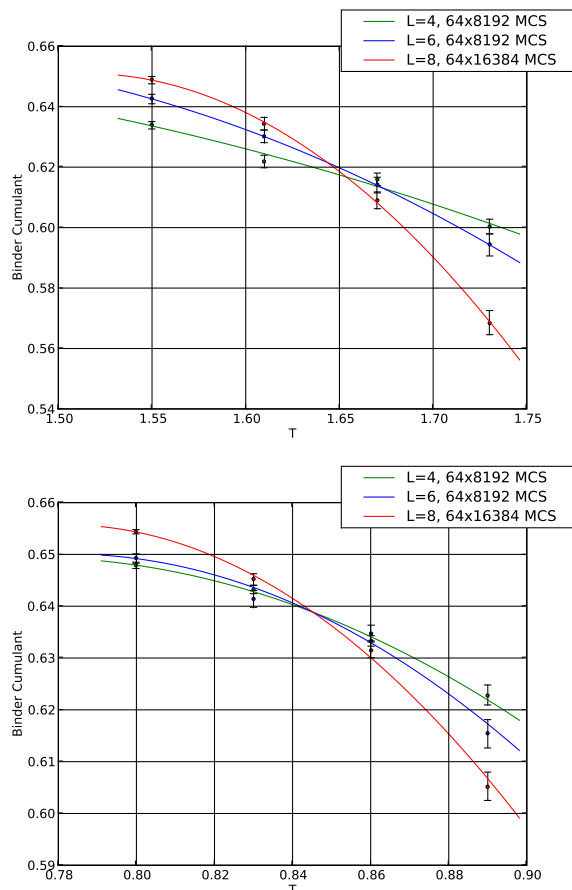 L=4, 64x8192 MCS
L=6, 64x8192 MCS
L=8, 64x16384 MCS
0.66
0.64
0.62
0.60
0.58
0.56
0.54
Binder Cumulant
1.50 1.55 1.60 1.65 1.70 1.75
T
L=4, 64x8192 MCS
L=6, 64x8192 MCS
L=8, 64x16384 MCS
0.66
0.65
0.64
0.63
0.62
0.61
0.60
0.59
Binder Cumulant
0.78 0.80 0.82 0.84 0.86 0.88 0.90
T